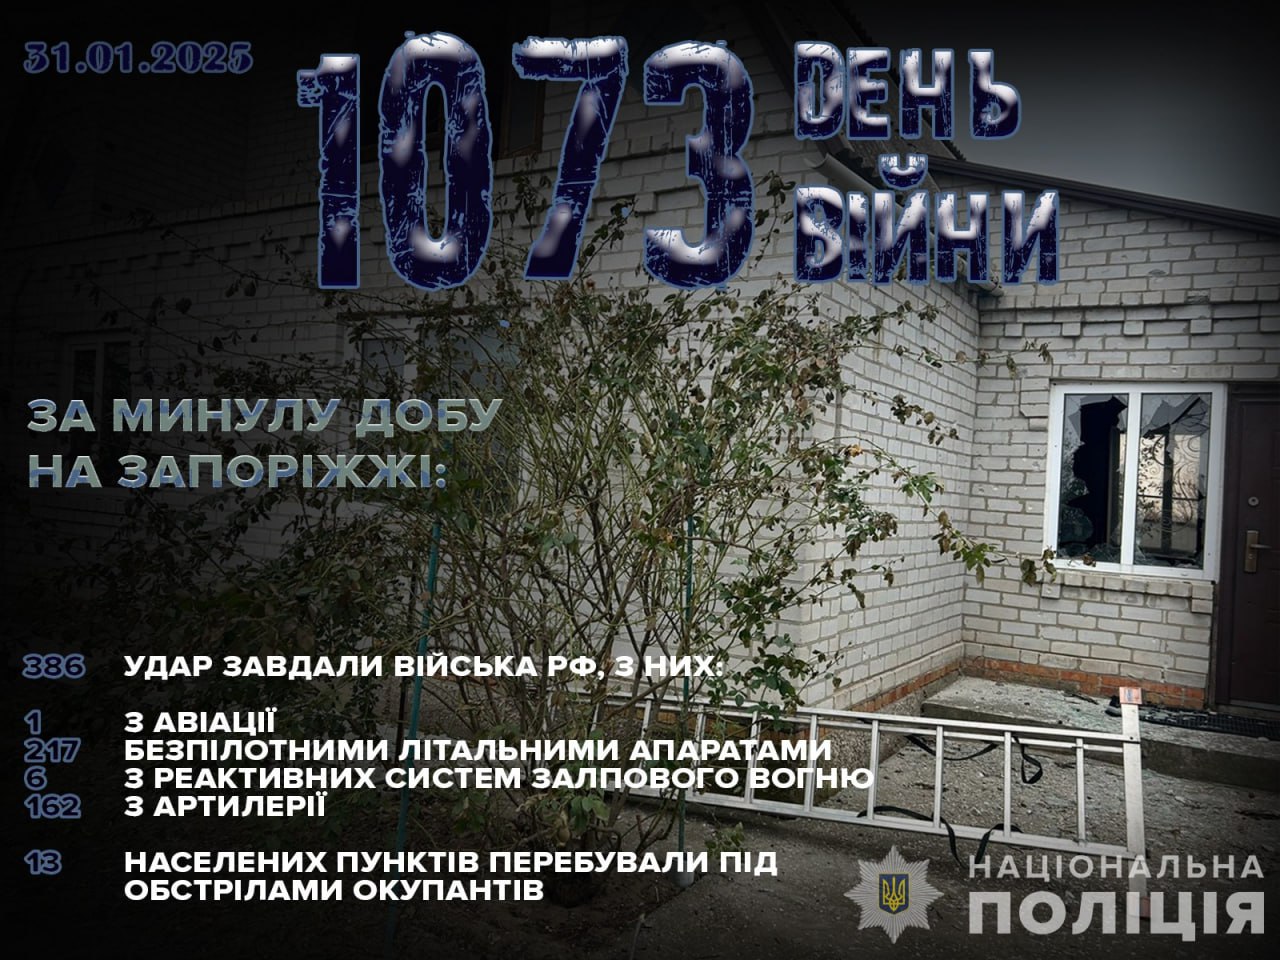 31.01.2025
1073 ДЕНЬ
ВІЙНИ
ЗА МИНУЛУ ДОБУ
НА ЗАПОРІЖЖІ:
386 УДАР ЗАВДАЛИ ВІЙСЬКА РФ, З НИХ:
1 З АВІАЦІЇ
217 БЕЗПІЛОТНИМИ ЛІТАЛЬНИМИ АПАРАТАМИ
6 З РЕАКТИВНИХ СИСТЕМ ЗАЛПОВОГО ВОГНЮ
162 З АРТИЛЕРІЇ
13 НАСЕЛЕНИХ ПУНКТІВ ПЕРЕБУВАЛИ ПІД
ОБСТРІЛАМИ ОКУПАНТІВ
НАЦІОНАЛЬНА
ПОЛІЦІЯ